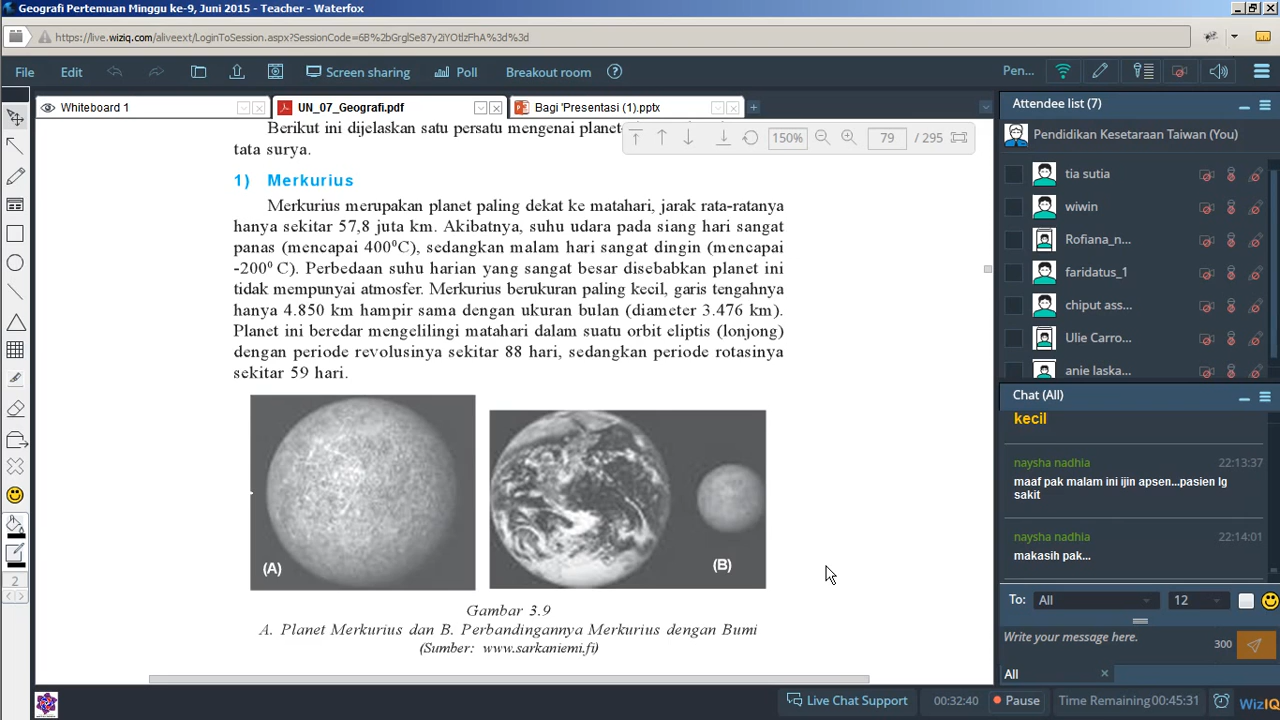 Geografi Pertemuan Minggu ke-9, Juni 2015 - Teacher - Waterfox
https://live.wiziq.com/aliveext/LoginToSession.aspx?SessionCode=6B%2bGrglSe87y2iYOtlzFhA%3d%3d
File Edit Screen sharing Poll Breakout room Pen...
Whiteboard 1 UN_07_Geografi.pdf Bagi 'Presentasi (1).pptx
150% 79 / 295
Berikut ini dijelaskan satu persatu mengenai planet
tata surya.
1) Merkurius
Merkurius merupakan planet paling dekat ke matahari, jarak rata-ratanya
hanya sekitar 57,8 juta km. Akibatnya, suhu udara pada siang hari sangat
panas (mencapai 400⁰C), sedangkan malam hari sangat dingin (mencapai
-200⁰ C). Perbedaan suhu harian yang sangat besar disebabkan planet ini
tidak mempunyai atmosfer. Merkurius berukuran paling kecil, garis tengahnya
hanya 4.850 km hampir sama dengan ukuran bulan (diameter 3.476 km).
Planet ini beredar mengelilingi matahari dalam suatu orbit eliptis (lonjong)
dengan periode revolusinya sekitar 88 hari, sedangkan periode rotasinya
sekitar 59 hari.
(A)
(B)
Gambar 3.9
A. Planet Merkurius dan B. Perbandingannya Merkurius dengan Bumi
(Sumber: www.sarkaniemi.fi)
2
Attendee list (7)
Pendidikan Kesetaraan Taiwan (You)
tia sutia
wiwin
Rofiana_n...
faridatus_1
chiput ass...
Ulie Carro...
anie laska...
Chat (All)
kecil
naysha nadhia 22:13:37
maaf pak malam ini ijin apsen...pasien lg
sakit
naysha nadhia 22:14:01
makasih pak...
To: All 12
Write your message here. 300
All
Live Chat Support 00:32:40 Pause Time Remaining 00:45:31 WizIQ